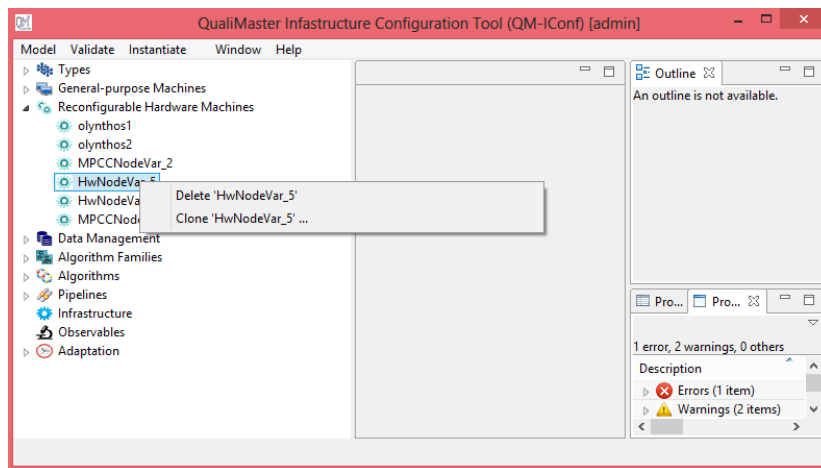 QualiMaster Infastructure Configuration Tool (QM-IConf) [admin]
Model Validate Instantiate Window Help
Types
General-purpose Machines
Reconfigurable Hardware Machines
olynthos1
olynthos2
MPCCNodeVar_2
HwNodeVar_5
Delete 'HwNodeVar_5'
Clone 'HwNodeVar_5' ...
HwNodeVa
MPCCNod
Data Management
Algorithm Families
Algorithms
Pipelines
Infrastructure
Observables
Adaptation
Outline
An outline is not available.
Pro... Pro...
1 error, 2 warnings, 0 others
Description
Errors (1 item)
Warnings (2 items)